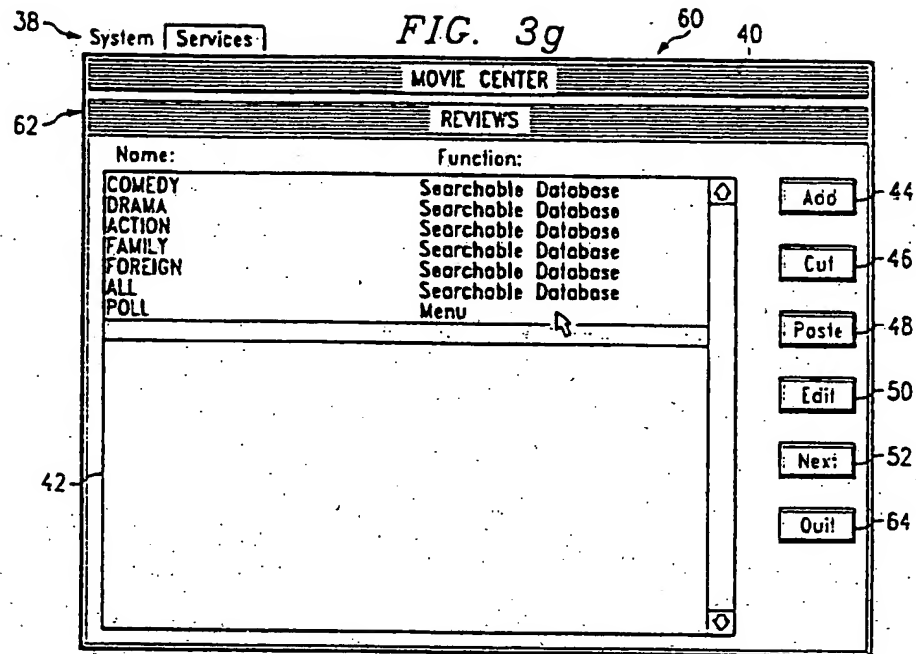 FIG. 3g
38 System Services 60 40
MOVIE CENTER
62 REVIEWS
Name: Function:
COMEDY Searchable Database
DRAMA Searchable Database
ACTION Searchable Database
FAMILY Searchable Database
FOREIGN Searchable Database
ALL Searchable Database
POLL Menu
42
Add 44
Cut 46
Paste 48
Edit 50
Next 52
Quit 64